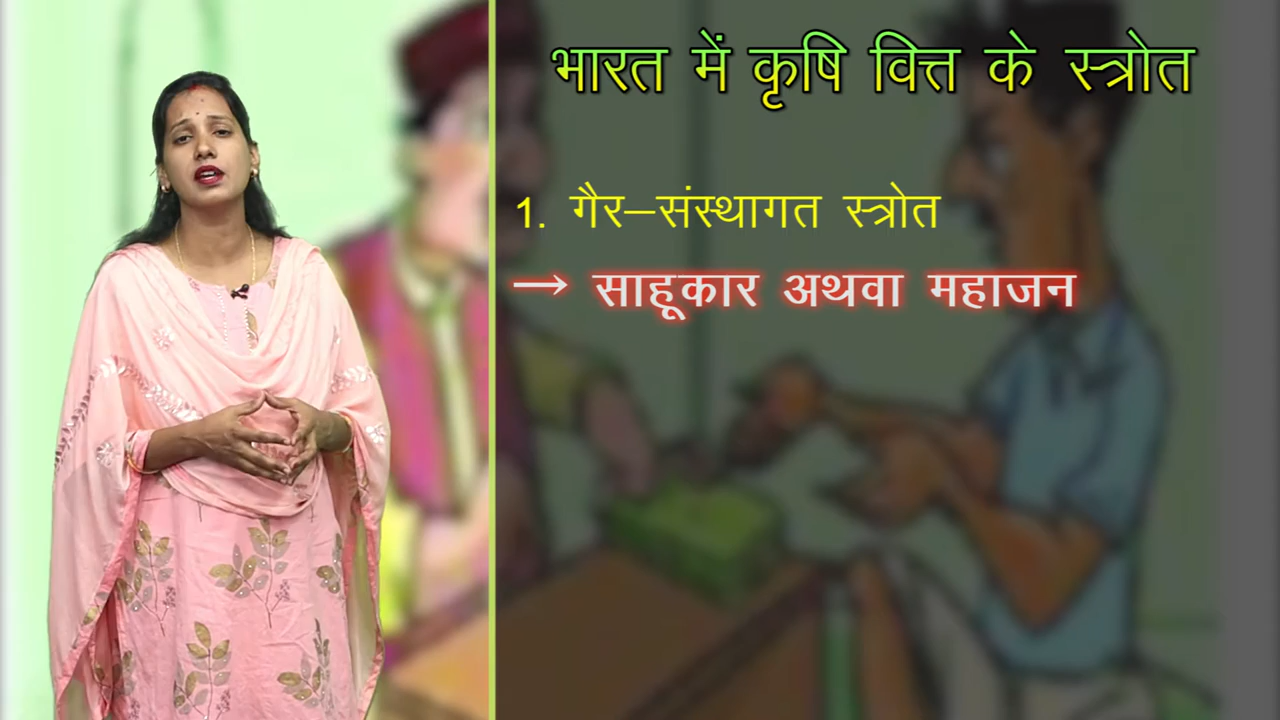 भारत में कृषि वित्त के स्त्रोत
1. गैर–संस्थागत स्त्रोत
→ साहूकार अथवा महाजन